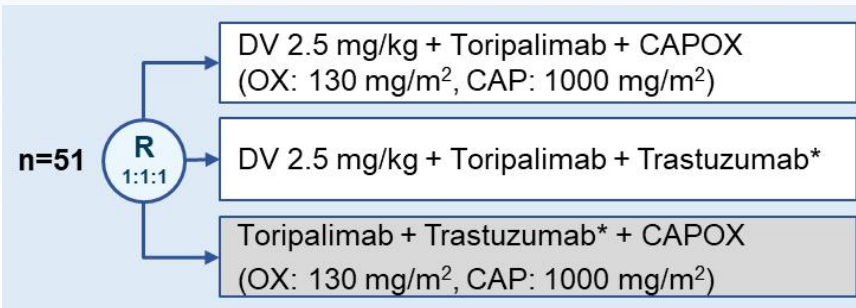 DV 2.5 mg/kg + Toripalimab + CAPOX
(OX: 130 mg/m², CAP: 1000 mg/m²)
n=51
R
1:1:1
DV 2.5 mg/kg + Toripalimab + Trastuzumab*
Toripalimab + Trastuzumab* + CAPOX
(OX: 130 mg/m², CAP: 1000 mg/m²)